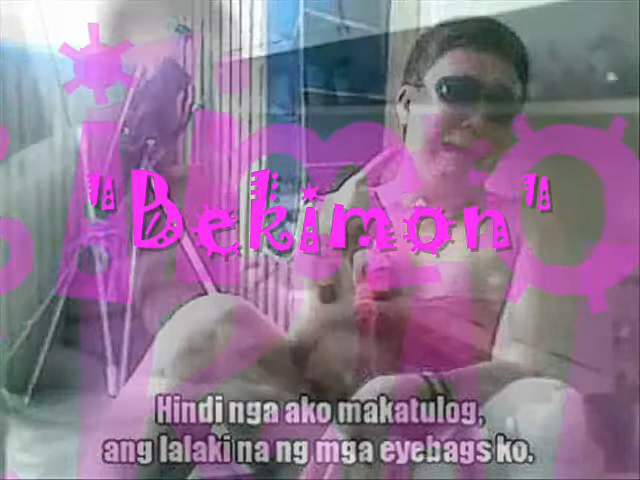 "Bekimon"
Hindi nga ako makatulog,
ang lalaki na ng mga eyebags ko.